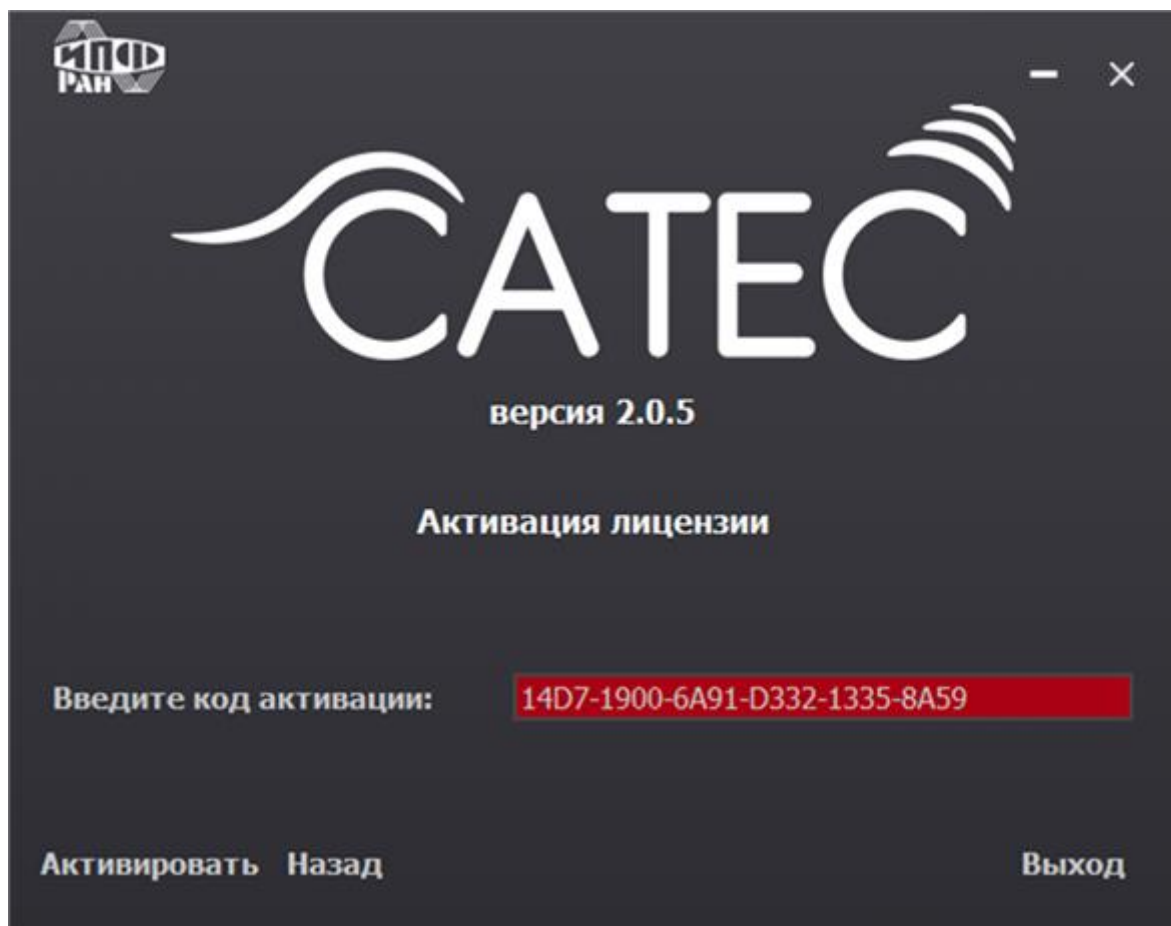 ИПФ
РАН
CATEC
версия 2.0.5
Активация лицензии
Введите код активации: 14D7-1900-6A91-D332-1335-8A59
Активировать Назад Выход